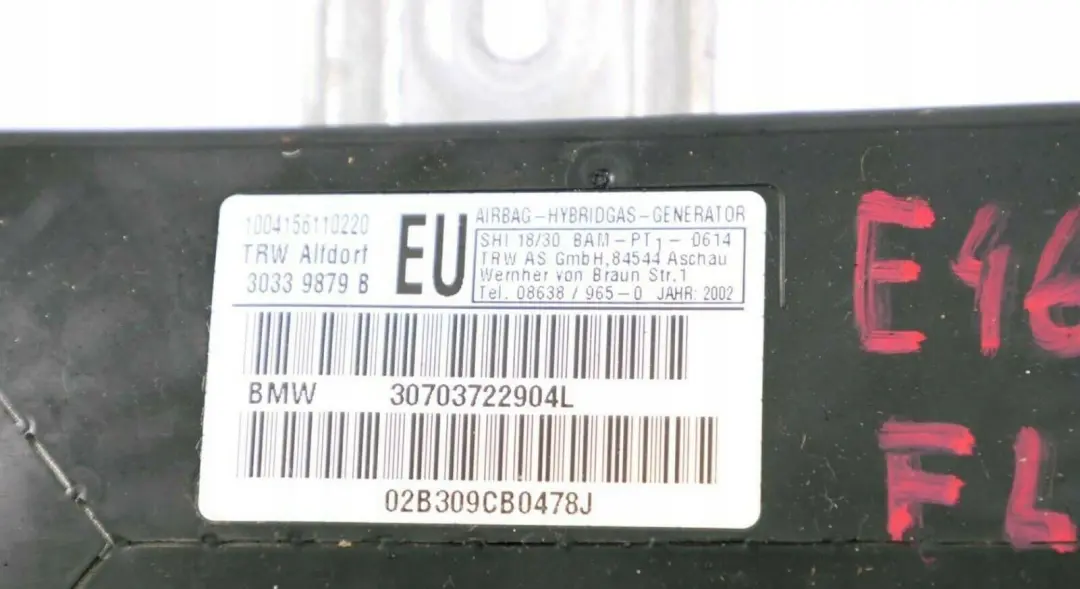 1004156110220
TRW Alfdorf
3033 9879 B
EU
AIRBAG-HYBRIDGAS-GENERATOR
SHI 18/30 BAM-PT1-0614
TRW AS GmbH, 84544 Aschau
Wernher von Braun Str. 1
Tel. 08638 / 965-0 JAHR: 2002
BMW 30703722904L
02B309CB0478J
E46
FL